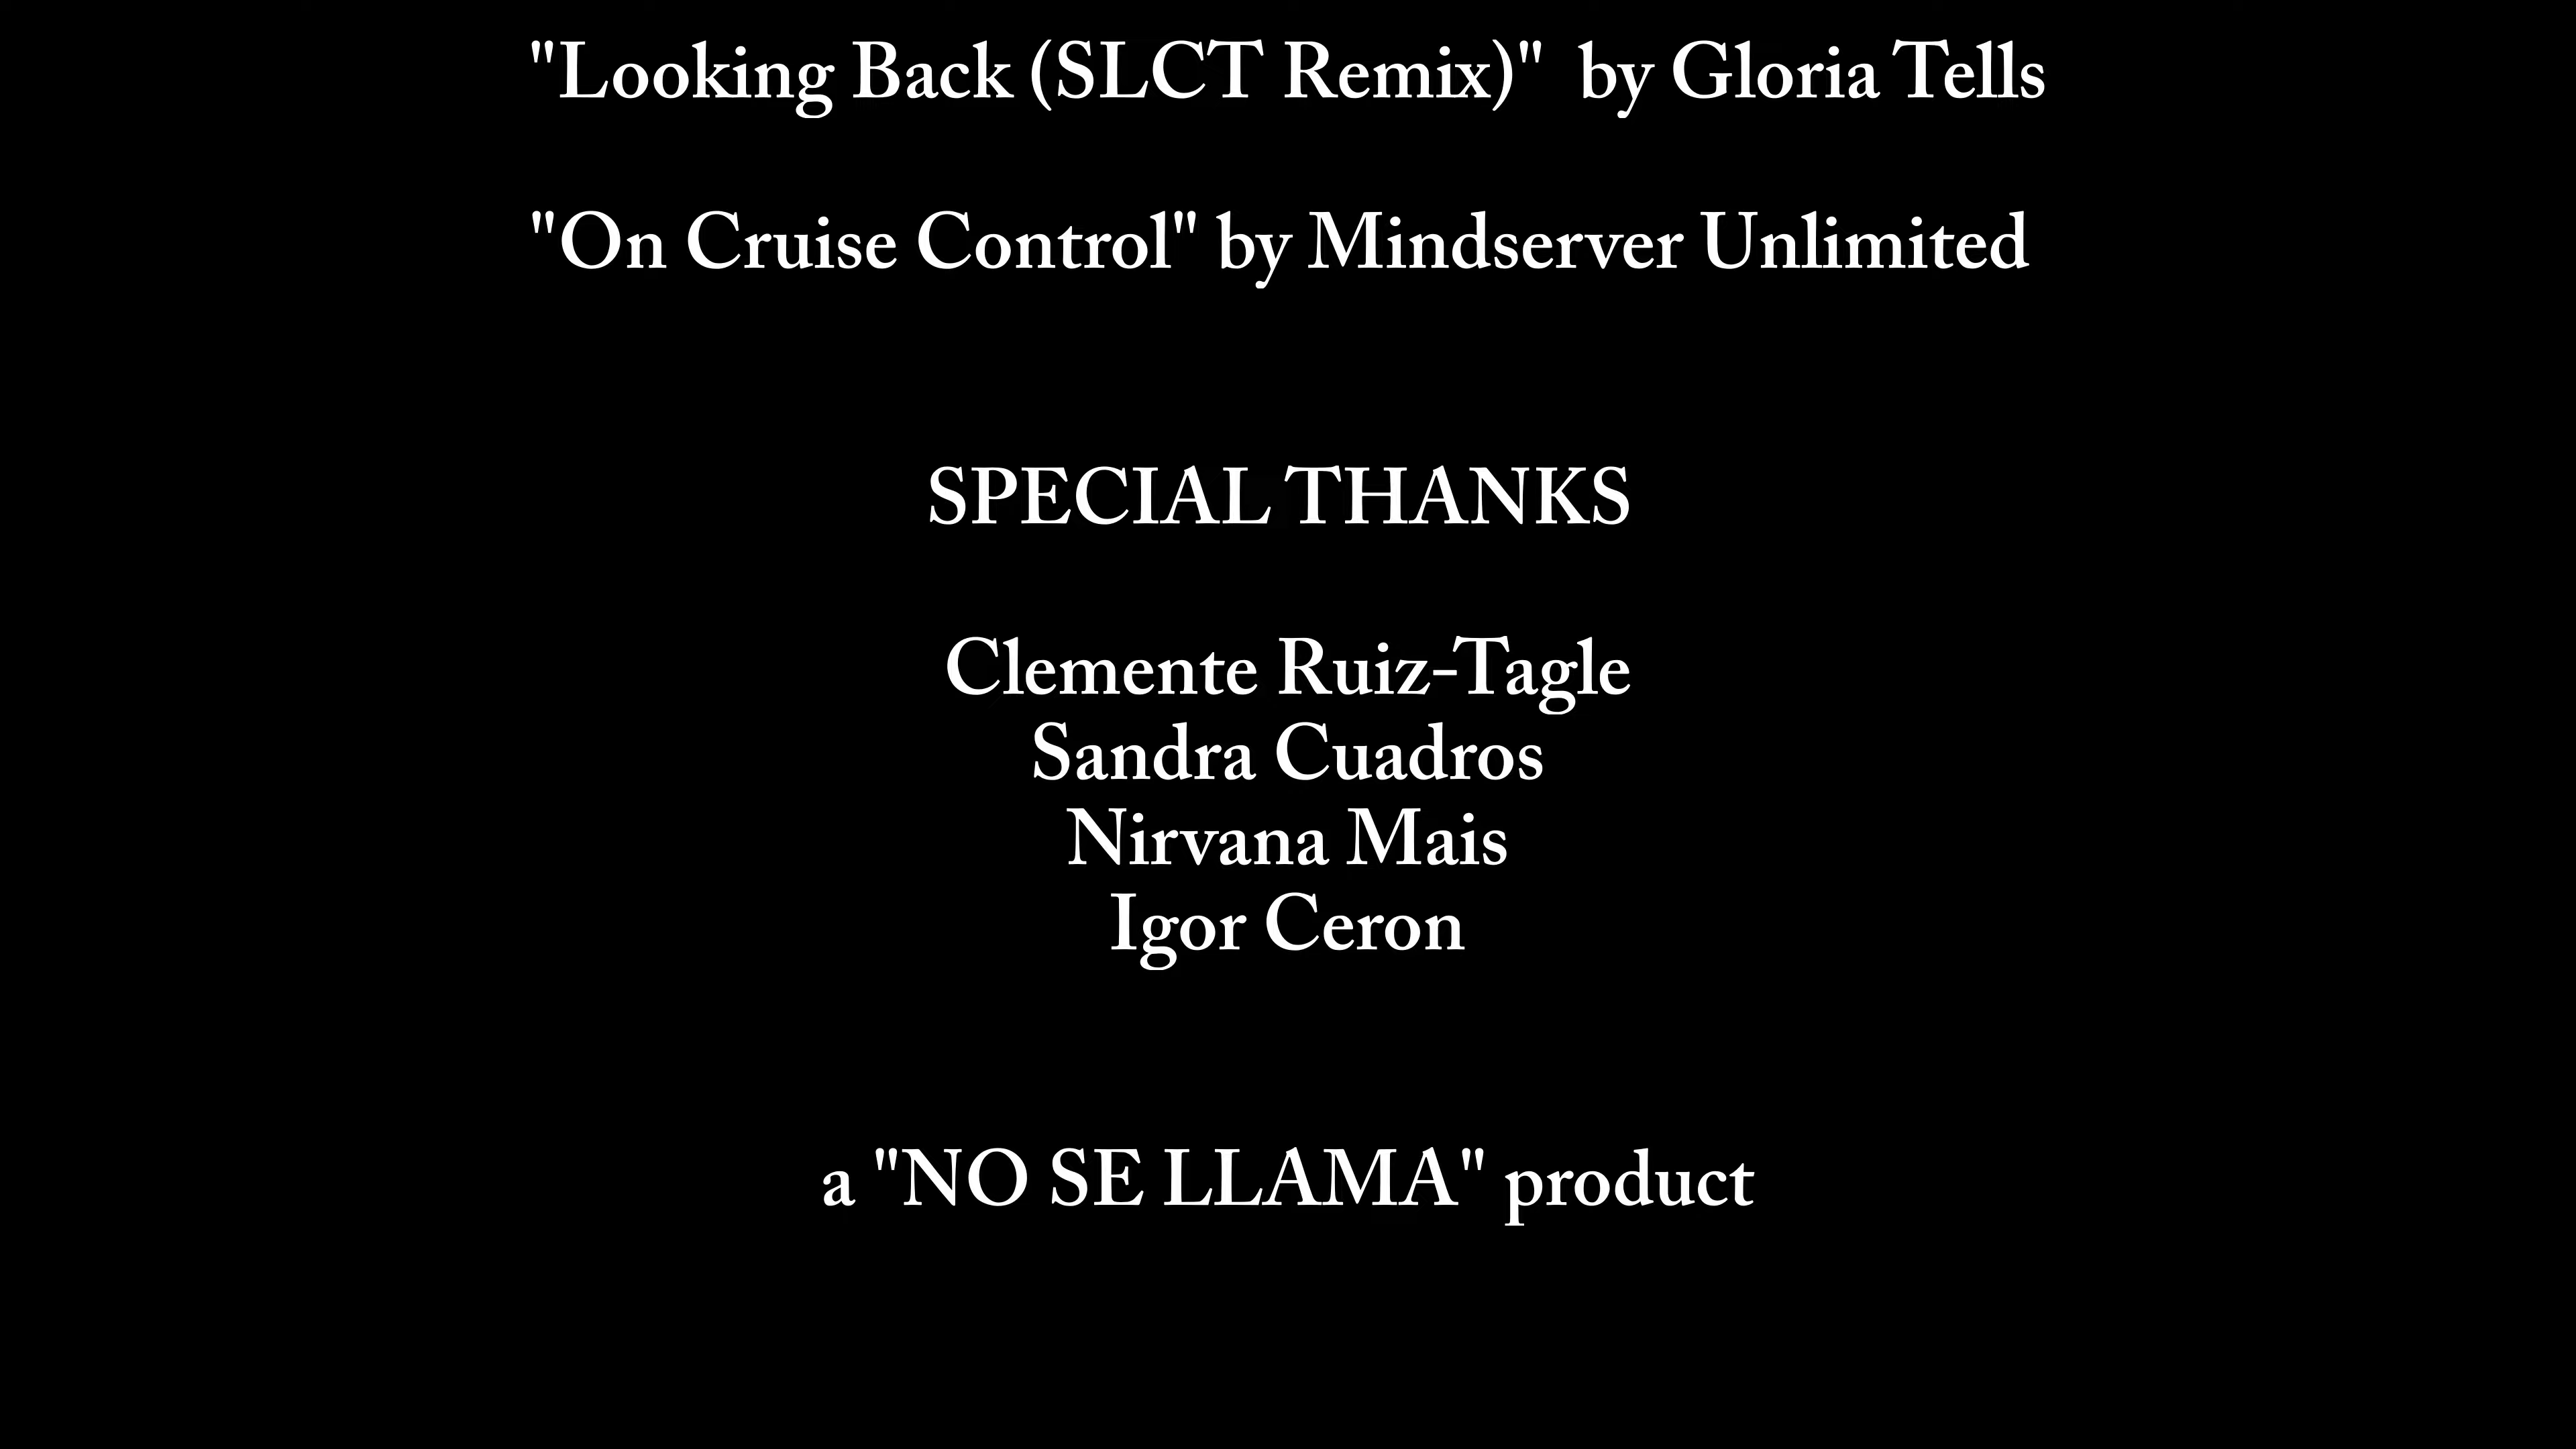 "Looking Back (SLCT Remix)"  by Gloria Tells
"On Cruise Control" by Mindserver Unlimited
SPECIAL THANKS
Clemente Ruiz-Tagle
Sandra Cuadros
Nirvana Mais
Igor Ceron
a "NO SE LLAMA" product